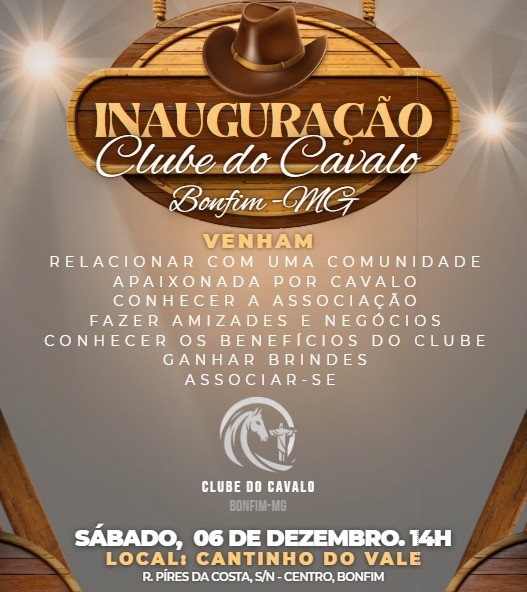 INAUGURAÇÃO
Clube do Cavalo
Bonfim - MG
VENHAM
RELACIONAR COM UMA COMUNIDADE
APAIXONADA POR CAVALO
CONHECER A ASSOCIAÇÃO
FAZER AMIZADES E NEGÓCIOS
CONHECER OS BENEFÍCIOS DO CLUBE
GANHAR BRINDES
ASSOCIAR-SE
CLUBE DO CAVALO
BONFIM-MG
SÁBADO, 06 DE DEZEMBRO. 14H
LOCAL: CANTINHO DO VALE
R. PÍRES DA COSTA, S/N - CENTRO, BONFIM